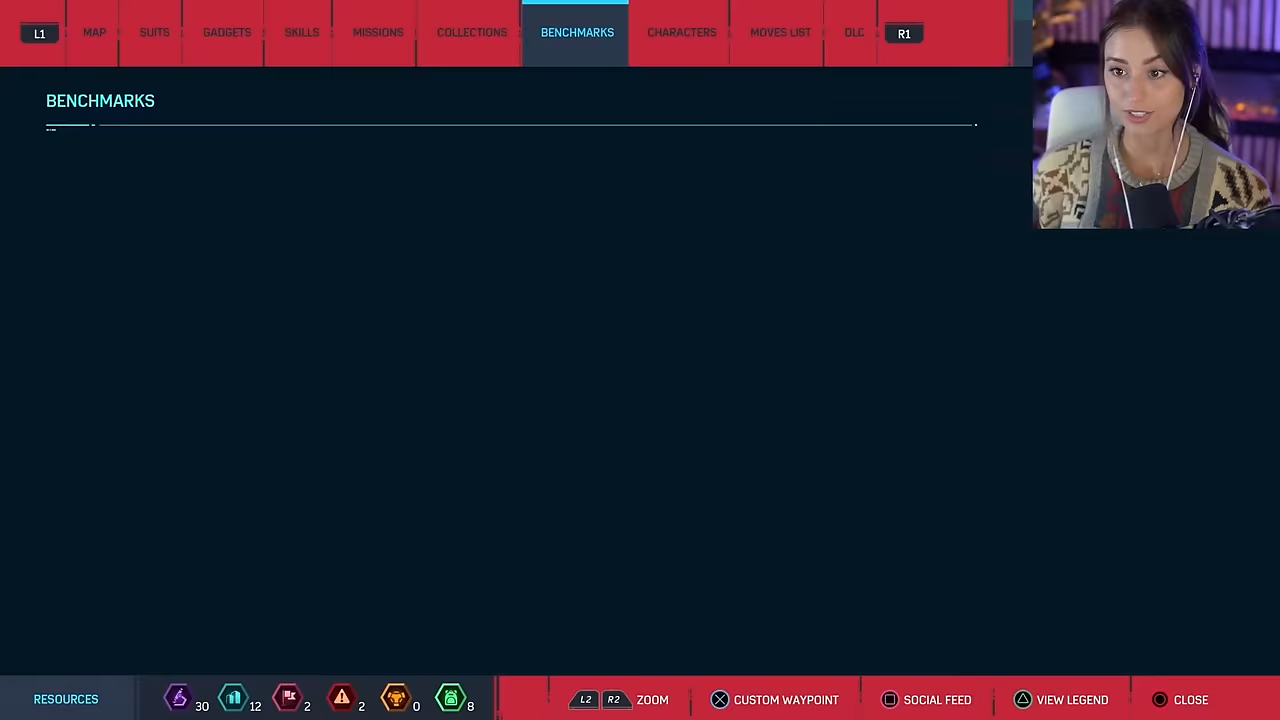 L1 MAP SUITS GADGETS SKILLS MISSIONS COLLECTIONS BENCHMARKS CHARACTERS MOVES LIST DLC R1
BENCHMARKS
RESOURCES 30 12 2 2 0 8 L2 R2 ZOOM CUSTOM WAYPOINT SOCIAL FEED VIEW LEGEND CLOSE